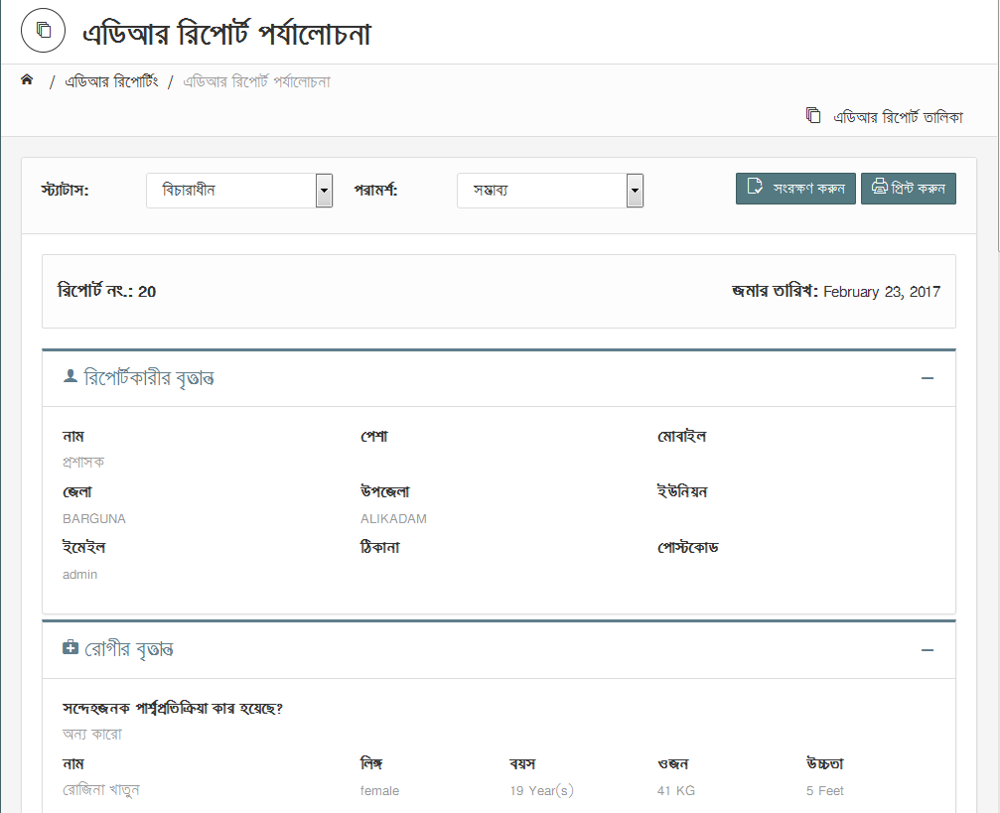 এডিআর রিপোর্ট পর্যালোচনা
/ এডিআর রিপোর্টিং / এডিআর রিপোর্ট পর্যালোচনা
এডিআর রিপোর্ট তালিকা
স্ট্যাটাস: বিচারাধীন পরামর্শ: সম্ভাব্য সংরক্ষণ করুন প্রিন্ট করুন
রিপোর্ট নং.: 20 জমার তারিখ: February 23, 2017
রিপোর্টকারীর বৃত্তান্ত
নাম পেশা মোবাইল
প্রশাসক
জেলা উপজেলা ইউনিয়ন
BARGUNA ALIKADAM
ইমেইল ঠিকানা পোস্টকোড
admin
রোগীর বৃত্তান্ত
সন্দেহজনক পার্শ্বপ্রতিক্রিয়া কার হয়েছে?
অন্য কারো
নাম লিঙ্গ বয়স ওজন উচ্চতা
রোজিনা খাতুন female 19 Year(s) 41 KG 5 Feet